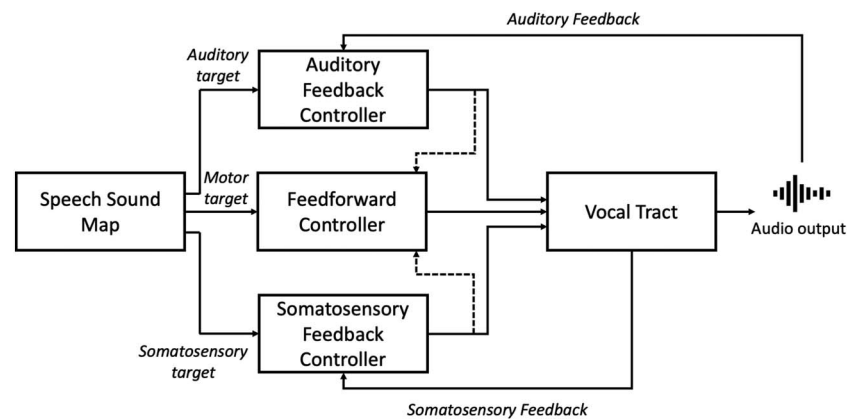 Auditory Feedback
Auditory
target
Auditory
Feedback
Controller
Motor
target
Speech Sound
Map
Feedforward
Controller
Vocal Tract
Audio output
Somatosensory
target
Somatosensory
Feedback
Controller
Somatosensory Feedback